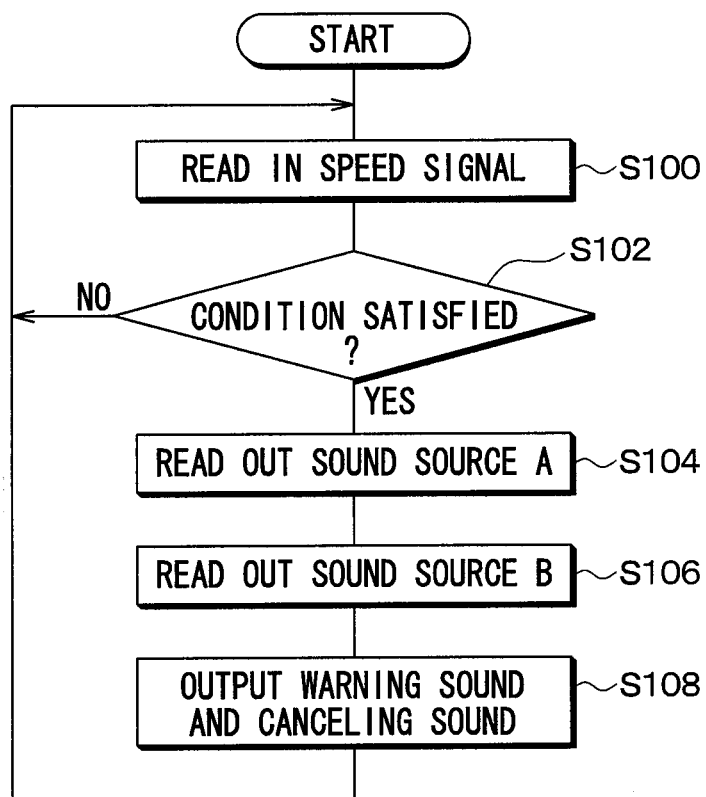 START
READ IN SPEED SIGNAL
S100
S102
NO
CONDITION SATISFIED
?
YES
READ OUT SOUND SOURCE A
S104
READ OUT SOUND SOURCE B
S106
OUTPUT WARNING SOUND
AND CANCELING SOUND
S108